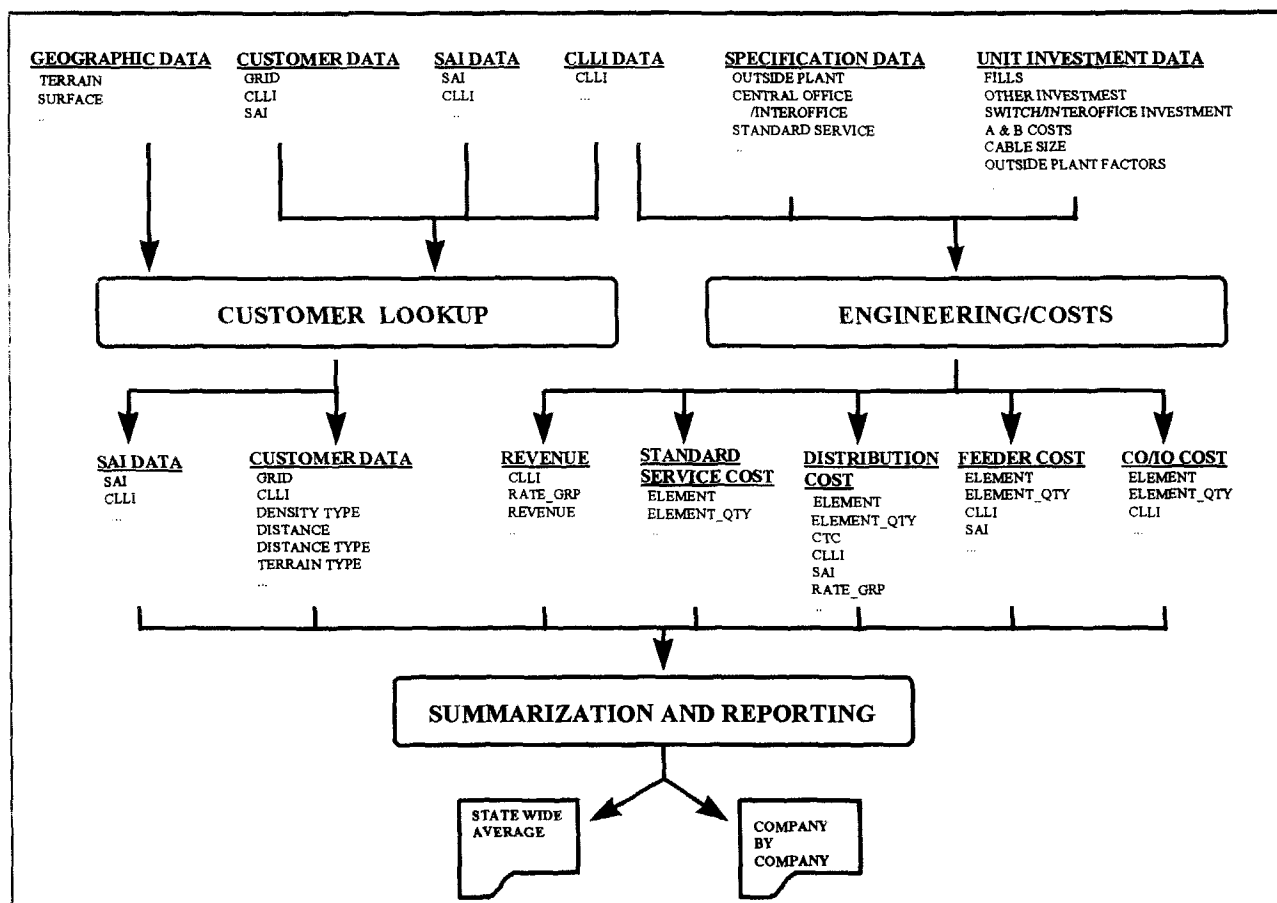 GEOGRAPHIC DATA
TERRAIN
SURFACE
..
CUSTOMER DATA
GRID
CLLI
SAI
SAI DATA
SAI
CLLI
..
CLLI DATA
CLLI
...
SPECIFICATION DATA
OUTSIDE PLANT
CENTRAL OFFICE
/INTEROFFICE
STANDARD SERVICE
..
UNIT INVESTMENT DATA
FILLS
OTHER INVESTMEST
SWITCH/INTEROFFICE INVESTMENT
A & B COSTS
CABLE SIZE
OUTSIDE PLANT FACTORS
.
CUSTOMER LOOKUP
ENGINEERING/COSTS
SAI DATA
SAI
CLLI
...
CUSTOMER DATA
GRID
CLLI
DENSITY TYPE
DISTANCE
DISTANCE TYPE
TERRAIN TYPE
...
REVENUE
CLLI
RATE_GRP
REVENUE
..
STANDARD
SERVICE COST
ELEMENT
ELEMENT_QTY
..
DISTRIBUTION
COST
ELEMENT
ELEMENT_QTY
CTC
CLLI
SAI
RATE_GRP
..
FEEDER COST
ELEMENT
ELEMENT_QTY
CLLI
SAI
...
CO/IO COST
ELEMENT
ELEMENT_QTY
CLLI
...
SUMMARIZATION AND REPORTING
STATE WIDE
AVERAGE
COMPANY
BY
COMPANY